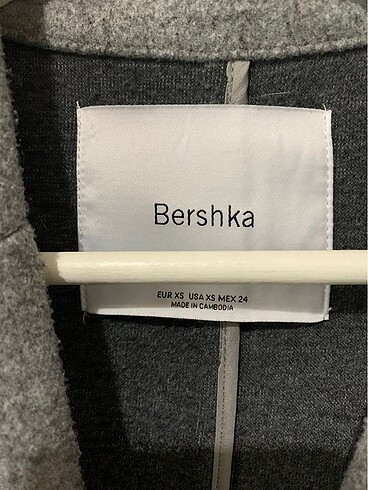 Bershka
EUR XS USA XS MEX 24
MADE IN CAMBODIA